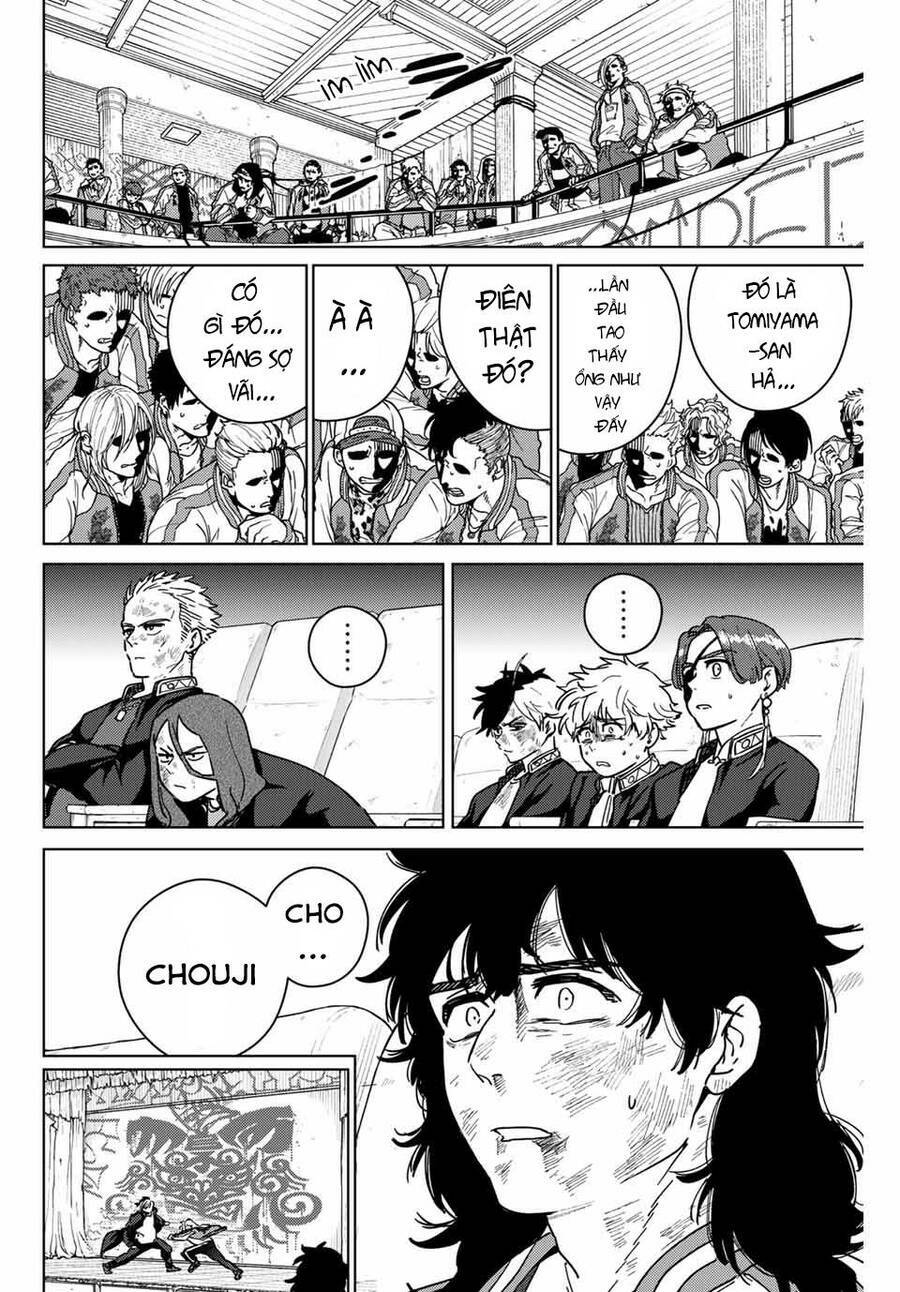 IM LÌM
ĐÓ LÀ
TOMIYAMA
-SAN
HẢ...
...LẦN
ĐẦU
TAO
THẤY
ỔNG NHƯ
VẬY
ĐẤY
ĐIÊN
THẬT
ĐÓ?
À À
...
CÓ
GÌ ĐÓ...
ĐÁNG SỢ
VÃI...
......
......
CHO
...
CHOUJI